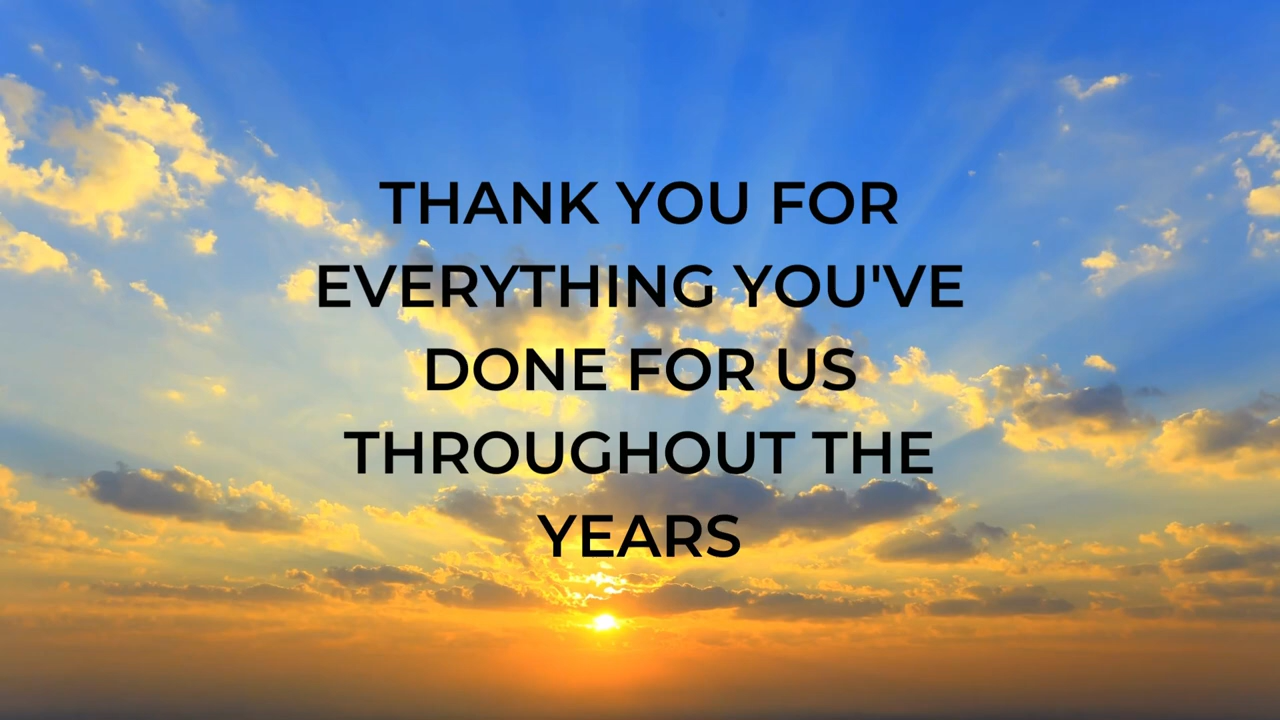 THANK YOU FOR
EVERYTHING YOU'VE
DONE FOR US
THROUGHOUT THE
YEARS